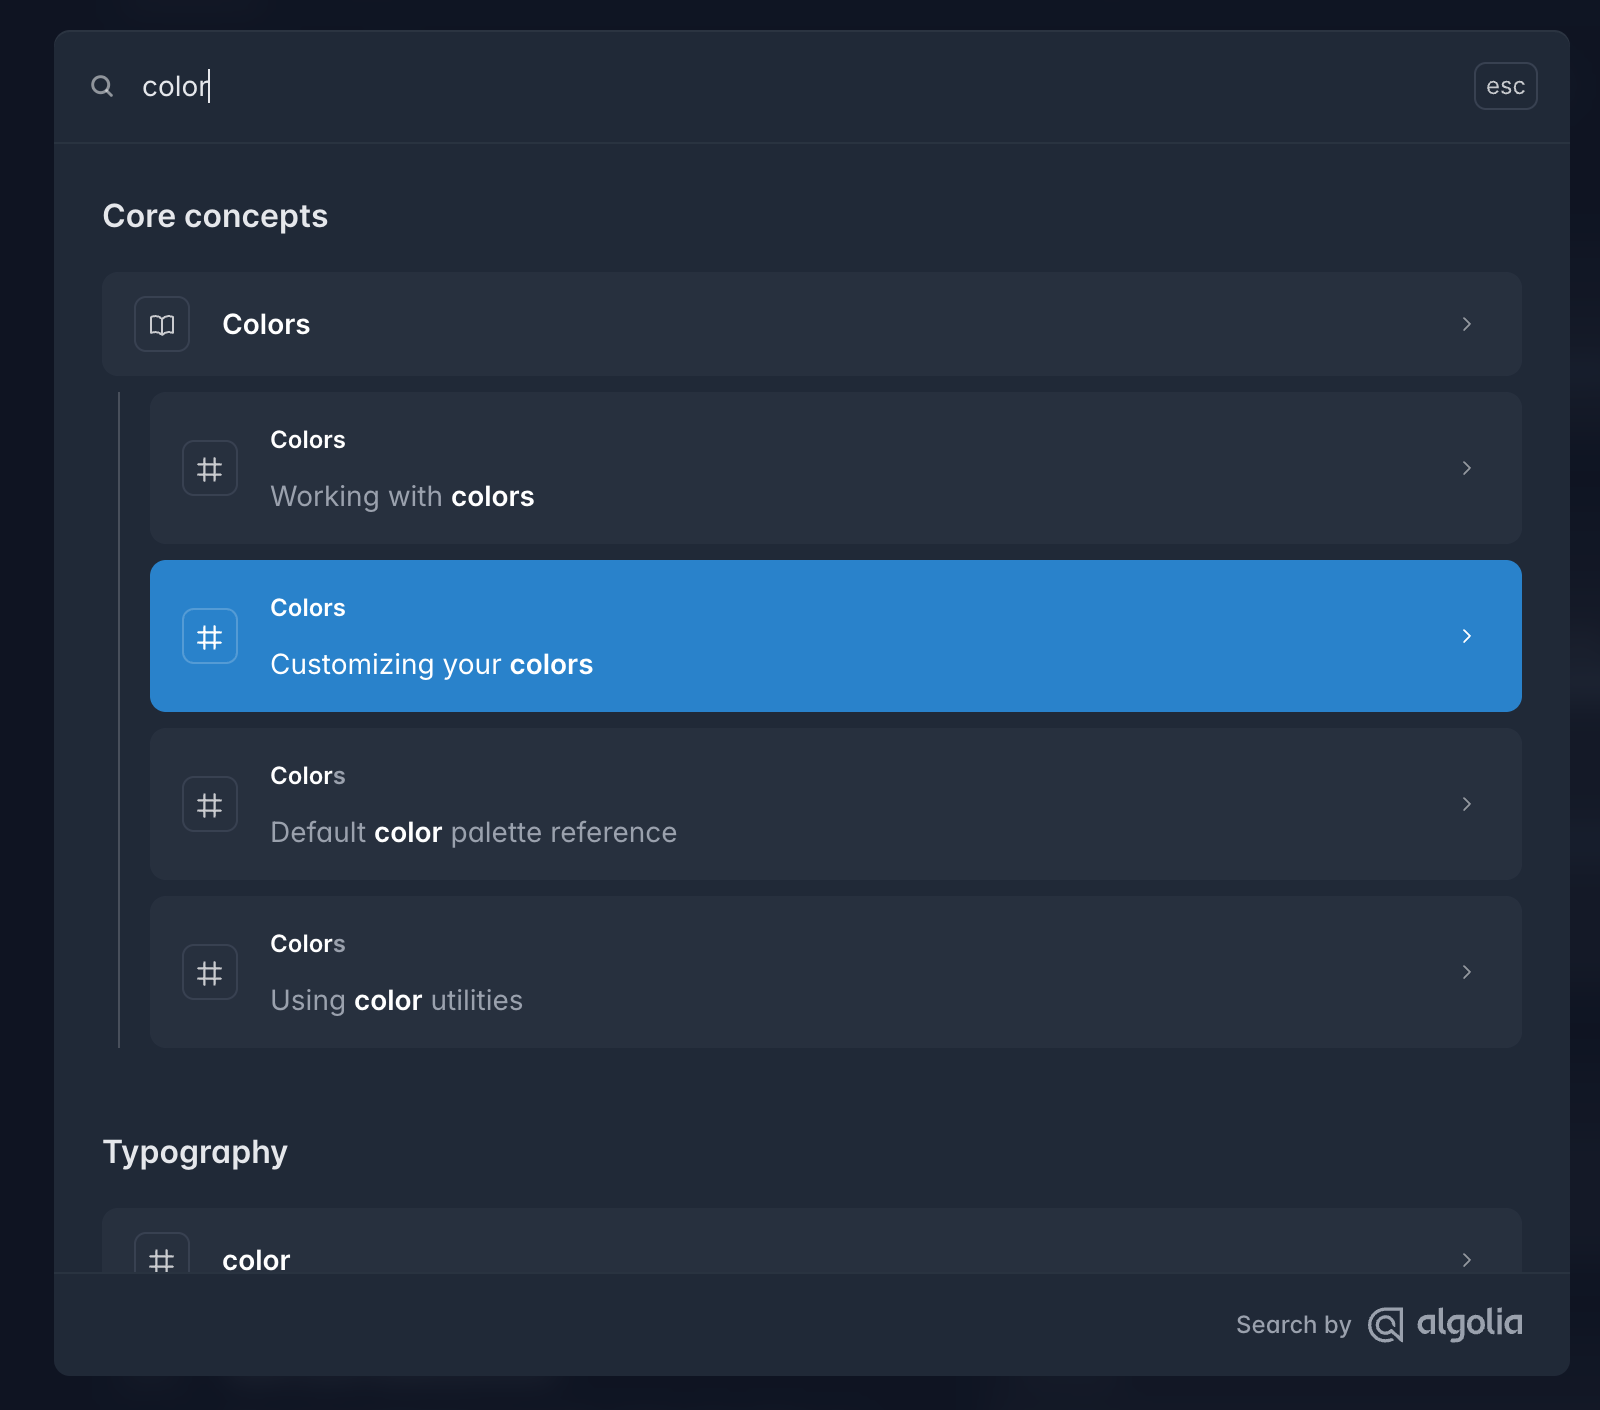 color
esc
Core concepts
Colors
Colors
Working with colors
Colors
Customizing your colors
Colors
Default color palette reference
Colors
Using color utilities
Typography
color
Search by algolia